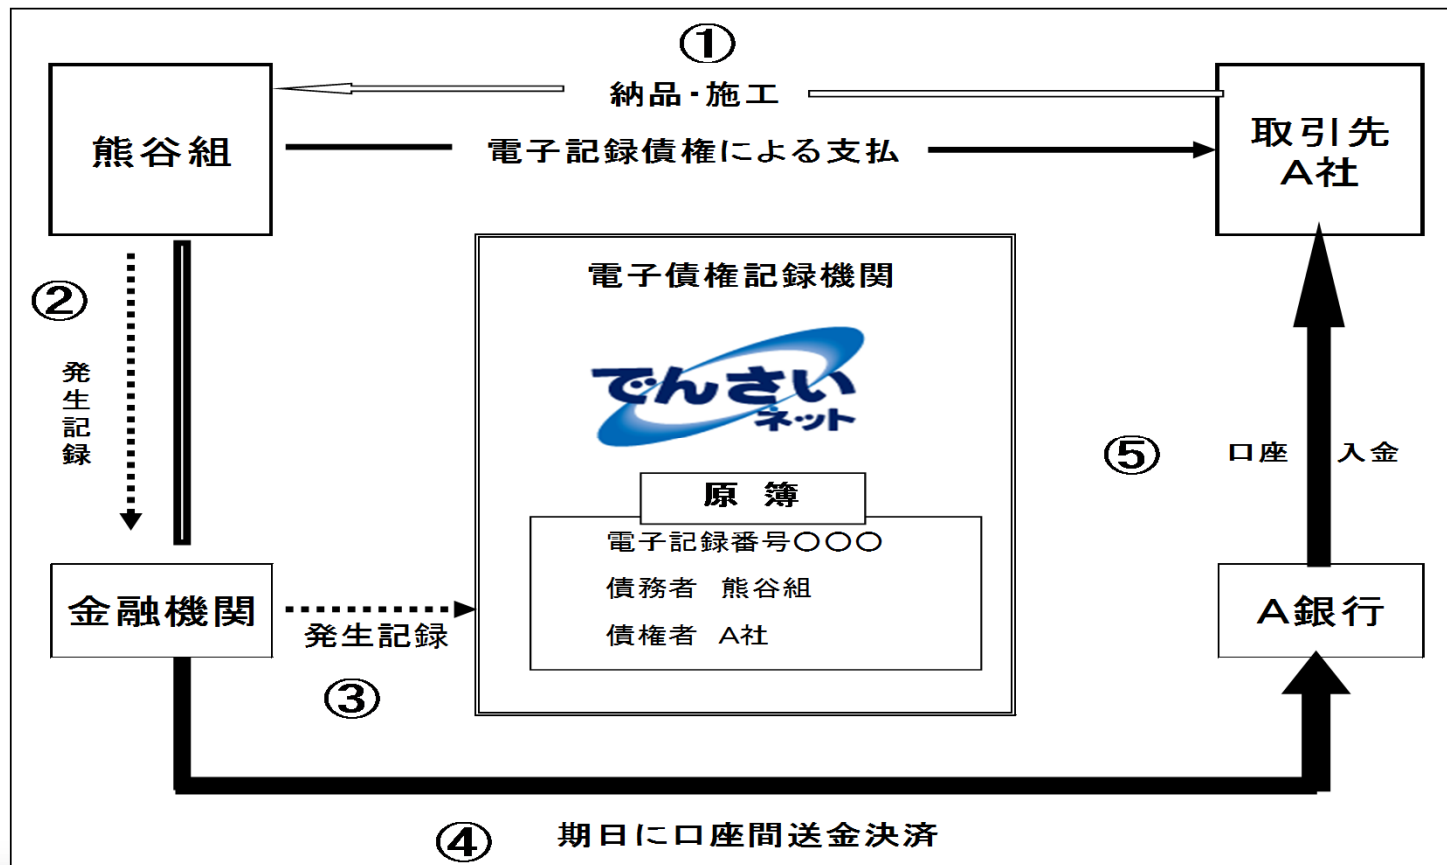 ①
納品・施工
熊谷組
電子記録債権による支払
取引先
A社
②
発生記録
電子債権記録機関
でんさい
ネット
原簿
電子記録番号〇〇〇
債務者 熊谷組
債権者 A社
⑤
口座 入金
金融機関
発生記録
③
A銀行
④
期日に口座間送金決済